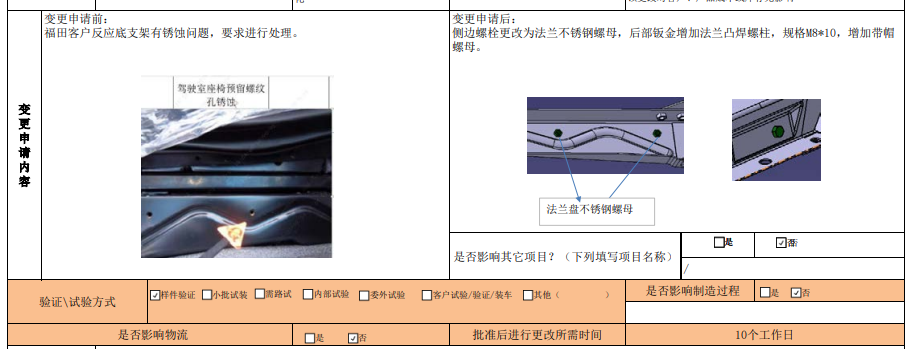 变更申请前：
福田客户反应底支架有锈蚀问题，要求进行处理。
驾驶室座椅预留螺纹
孔锈蚀
变更申请内容
变更申请后：
侧边螺栓更改为法兰不锈钢螺母，后部钣金增加法兰凸焊螺柱，规格M8*10，增加带帽
螺母。
法兰盘不锈钢螺母
是否影响其它项目？（下列填写项目名称）
是 否
/
验证\试验方式
样件验证 小批试装 需路试 内部试验 委外试验 客户试验/验证/装车 其他（ ）
是否影响制造过程
是 否
是否影响物流
是 否
批准后进行更改所需时间
10个工作日